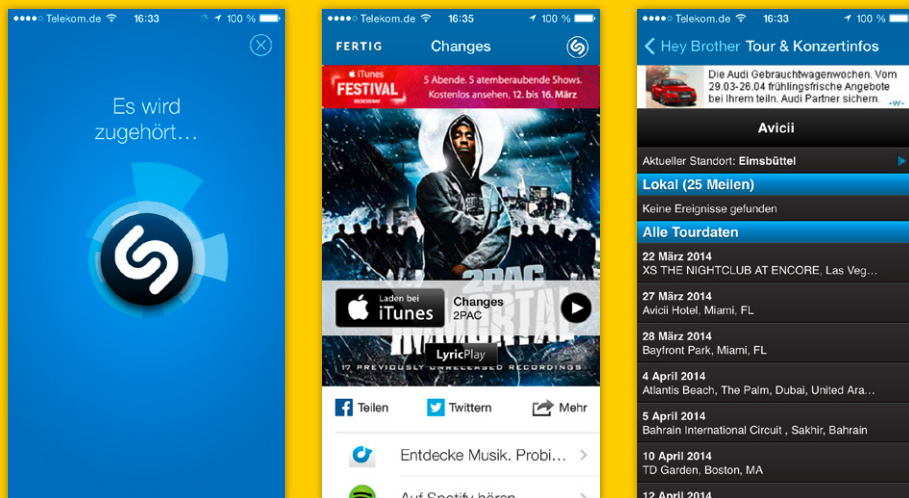 Telekom.de 16:33 100 %
Es wird
zugehört...
Telekom.de 16:35 100 %
FERTIG Changes
iTunes
FESTIVAL
5 Abende. 5 atemberaubende Shows.
Kostenlos ansehen. 12. bis 16. März
2PAC
IMMORTAL
Laden bei
iTunes
Changes
2PAC
LyricPlay
17 PREVIOUSLY UNRELEASED RECORDINGS
Teilen Twittern Mehr
Entdecke Musik. Probi...
Auf Spotify hören
Telekom.de 16:33 100 %
Hey Brother Tour & Konzertinfos
Die Audi Gebrauchtwagenwochen. Vom
29.03-26.04 frühlingsfrische Angebote
bei Ihrem teiln. Audi Partner sichern.
Avicii
Aktueller Standort: Eimsbüttel
Lokal (25 Meilen)
Keine Ereignisse gefunden
Alle Tourdaten
22 März 2014
XS THE NIGHTCLUB AT ENCORE, Las Veg...
27 März 2014
Avicii Hotel, Miami, FL
28 März 2014
Bayfront Park, Miami, FL
4 April 2014
Atlantis Beach, The Palm, Dubai, United Ara...
5 April 2014
Bahrain International Circuit , Sakhir, Bahrain
10 April 2014
TD Garden, Boston, MA
12 April 2014